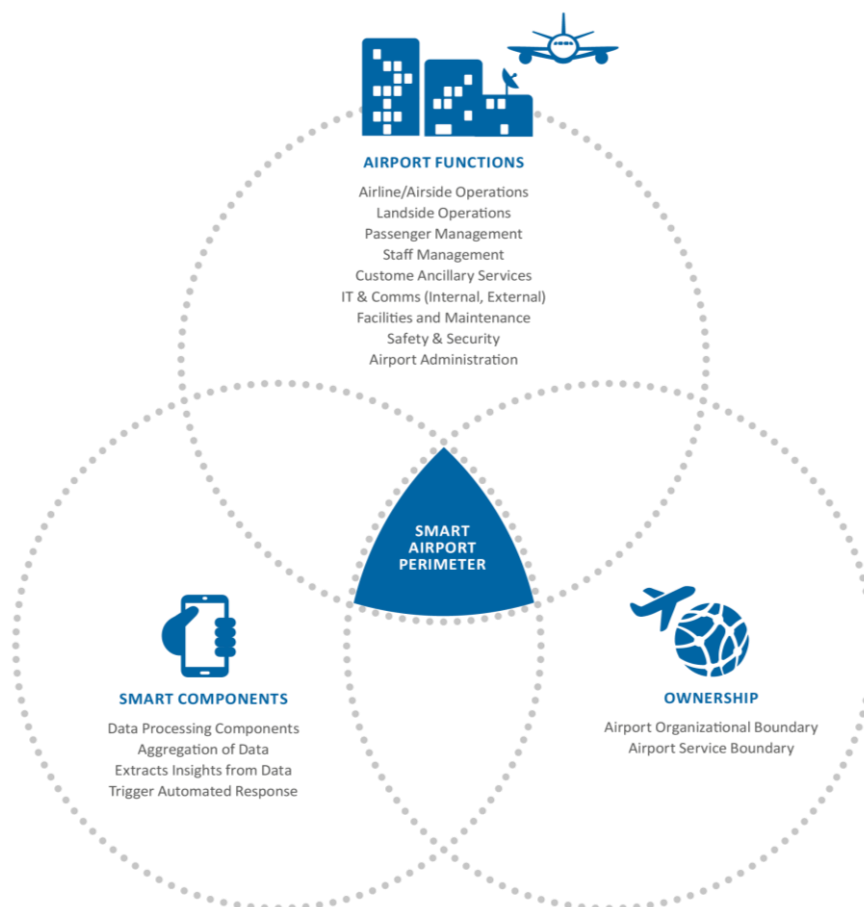 AIRPORT FUNCTIONS
Airline/Airside Operations
Landside Operations
Passenger Management
Staff Management
Custome Ancillary Services
IT & Comms (Internal, External)
Facilities and Maintenance
Safety & Security
Airport Administration
SMART
AIRPORT
PERIMETER
SMART COMPONENTS
Data Processing Components
Aggregation of Data
Extracts Insights from Data
Trigger Automated Response
OWNERSHIP
Airport Organizational Boundary
Airport Service Boundary